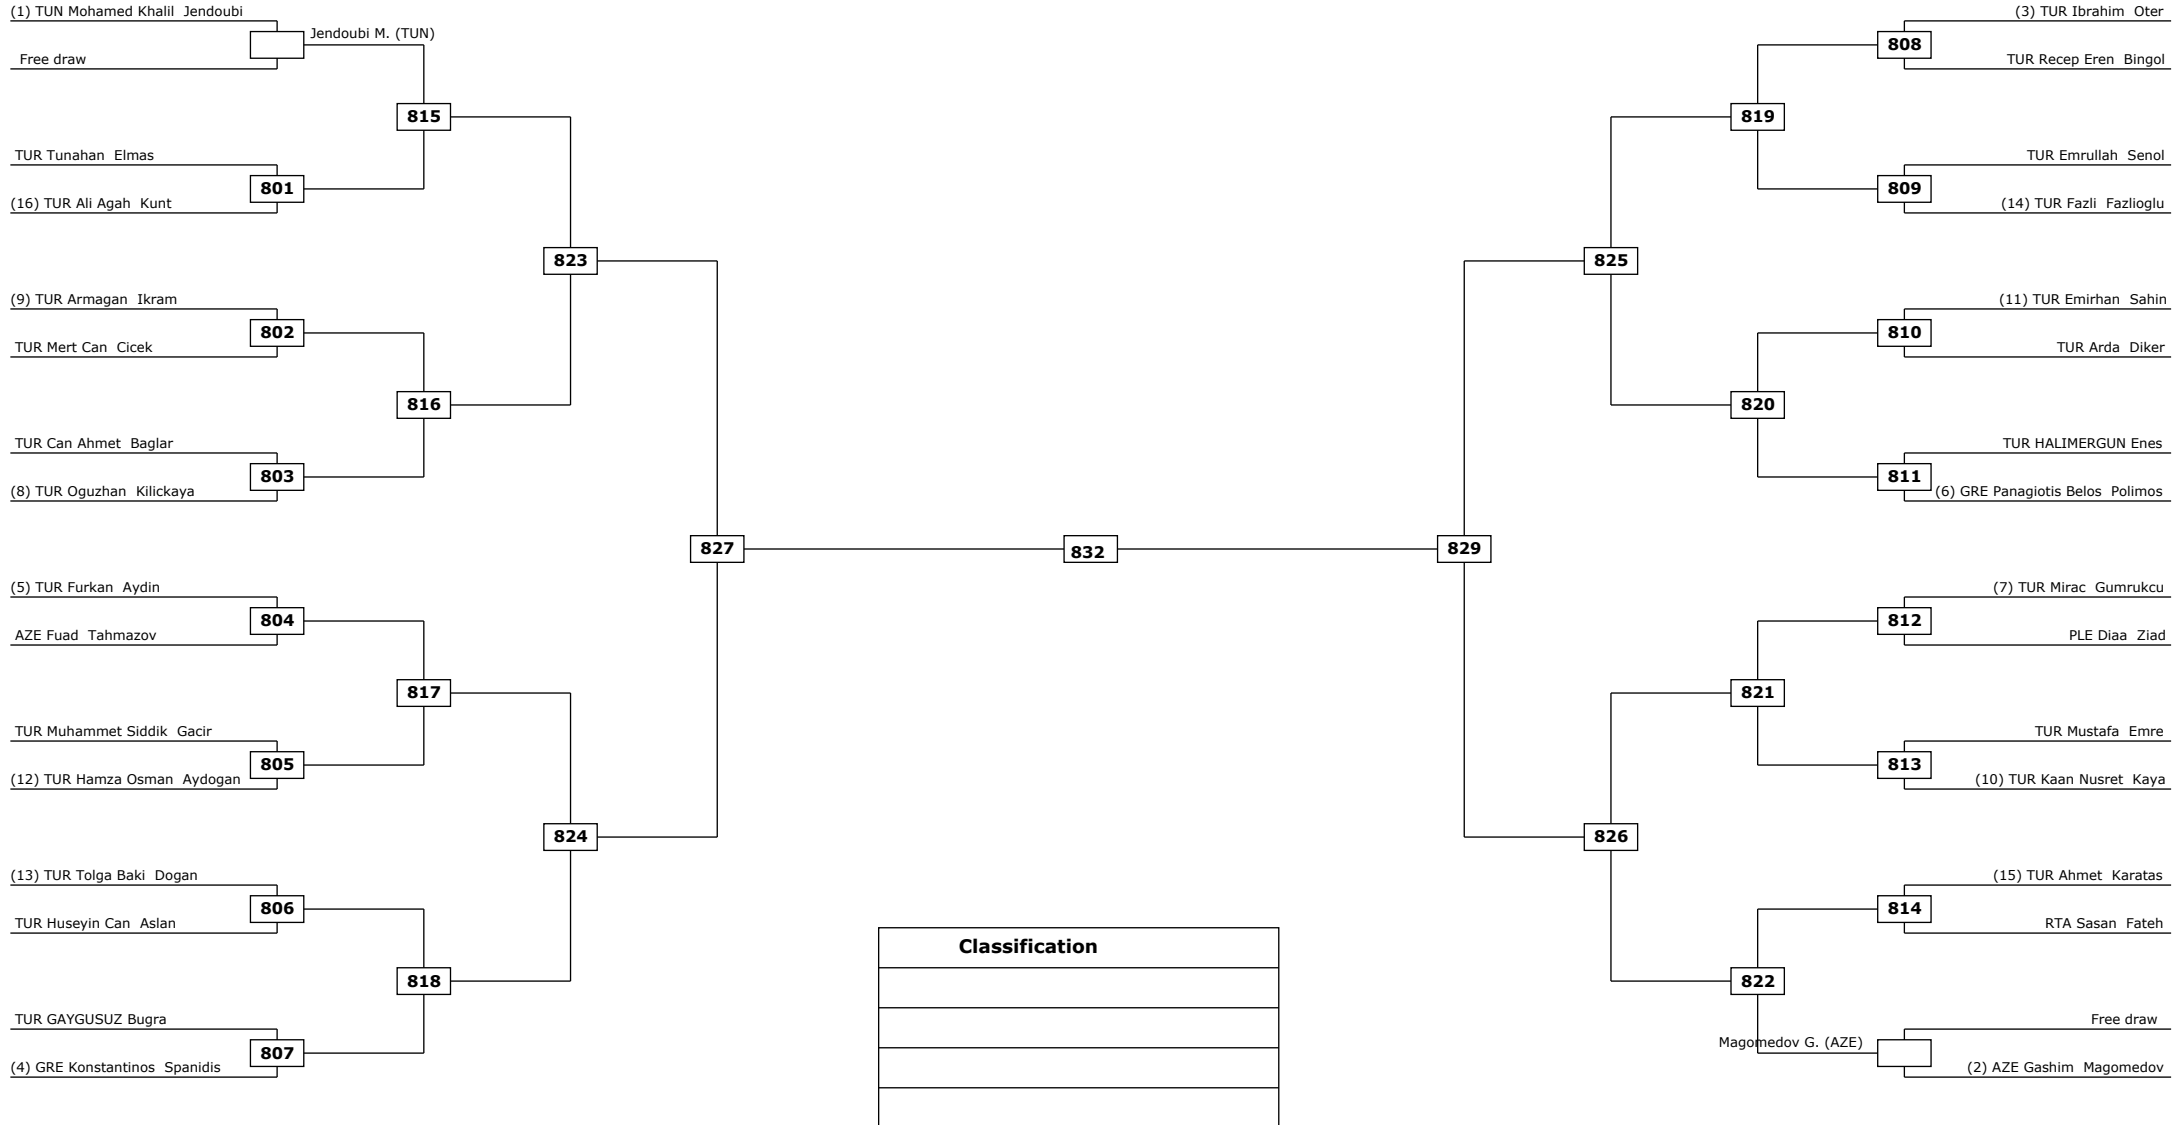 (1) TUN Mohamed Khalil Jendoubi
Jendoubi M. (TUN)
Free draw
815
TUR Tunahan Elmas
801
(16) TUR Ali Agah Kunt
823
(9) TUR Armagan Ikram
802
TUR Mert Can Cicek
816
TUR Can Ahmet Baglar
803
(8) TUR Oguzhan Kilickaya
827
(5) TUR Furkan Aydin
804
AZE Fuad Tahmazov
817
TUR Muhammet Siddik Gacir
805
(12) TUR Hamza Osman Aydogan
824
(13) TUR Tolga Baki Dogan
806
TUR Huseyin Can Aslan
818
TUR GAYGUSUZ Bugra
807
(4) GRE Konstantinos Spanidis
832
Classification
(3) TUR Ibrahim Oter
808
TUR Recep Eren Bingol
819
TUR Emrullah Senol
809
(14) TUR Fazli Fazlioglu
825
(11) TUR Emirhan Sahin
810
TUR Arda Diker
820
TUR HALIMERGUN Enes
811
(6) GRE Panagiotis Belos Polimos
829
(7) TUR Mirac Gumrukcu
812
PLE Diaa Ziad
821
TUR Mustafa Emre
813
(10) TUR Kaan Nusret Kaya
826
(15) TUR Ahmet Karatas
814
RTA Sasan Fateh
822
Free draw
Magomedov G. (AZE)
(2) AZE Gashim Magomedov